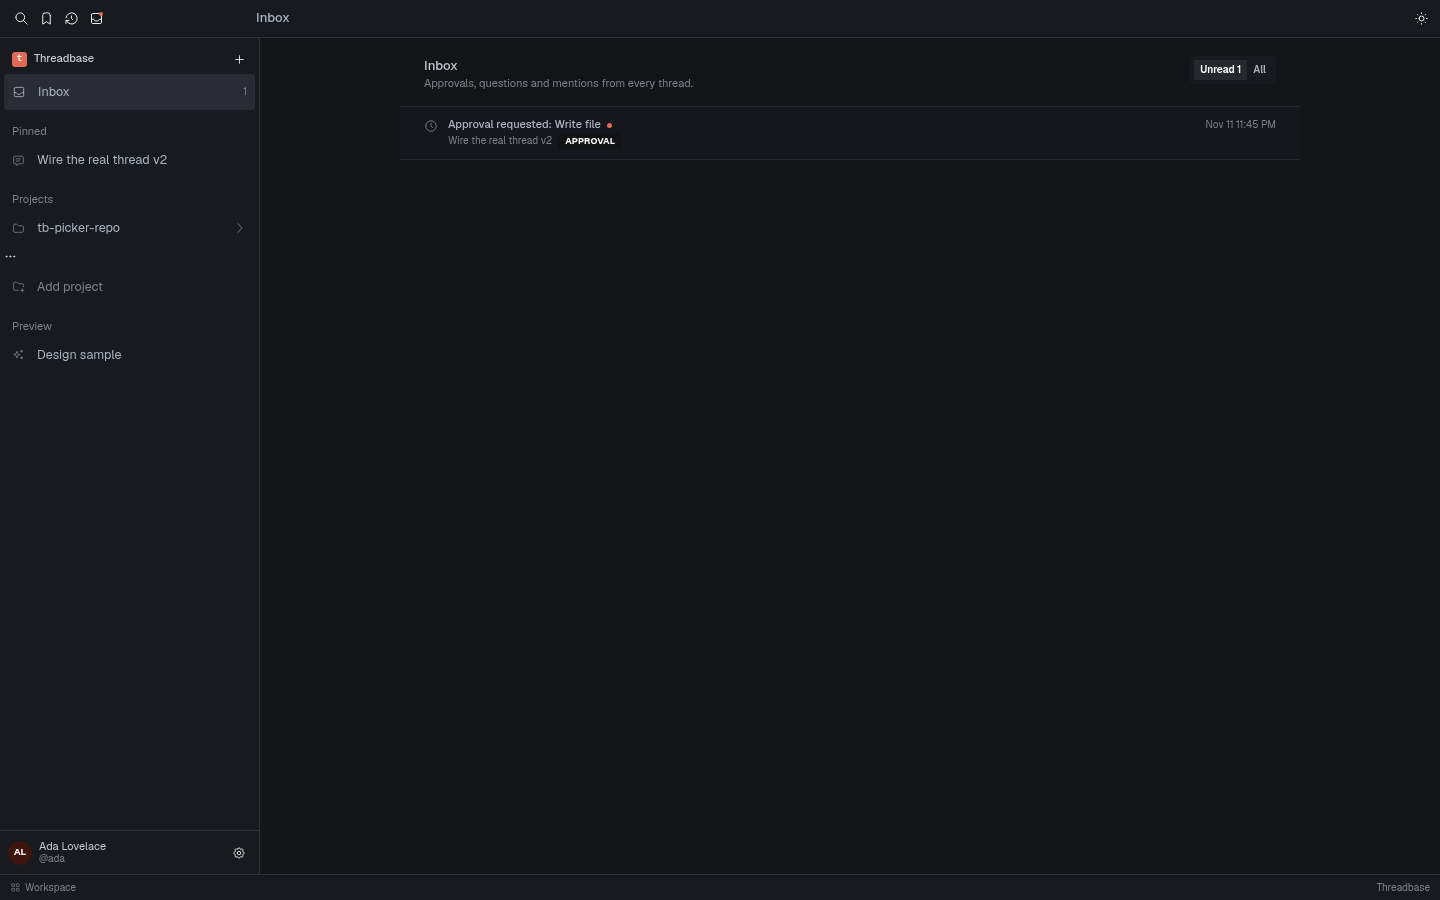 Inbox
t Threadbase
Inbox 1
Pinned
Wire the real thread v2
Projects
tb-picker-repo
...
Add project
Preview
Design sample
AL
Ada Lovelace
@ada
Inbox
Approvals, questions and mentions from every thread.
Unread 1 All
Approval requested: Write file
Nov 11 11:45 PM
Wire the real thread v2 APPROVAL
Workspace
Threadbase